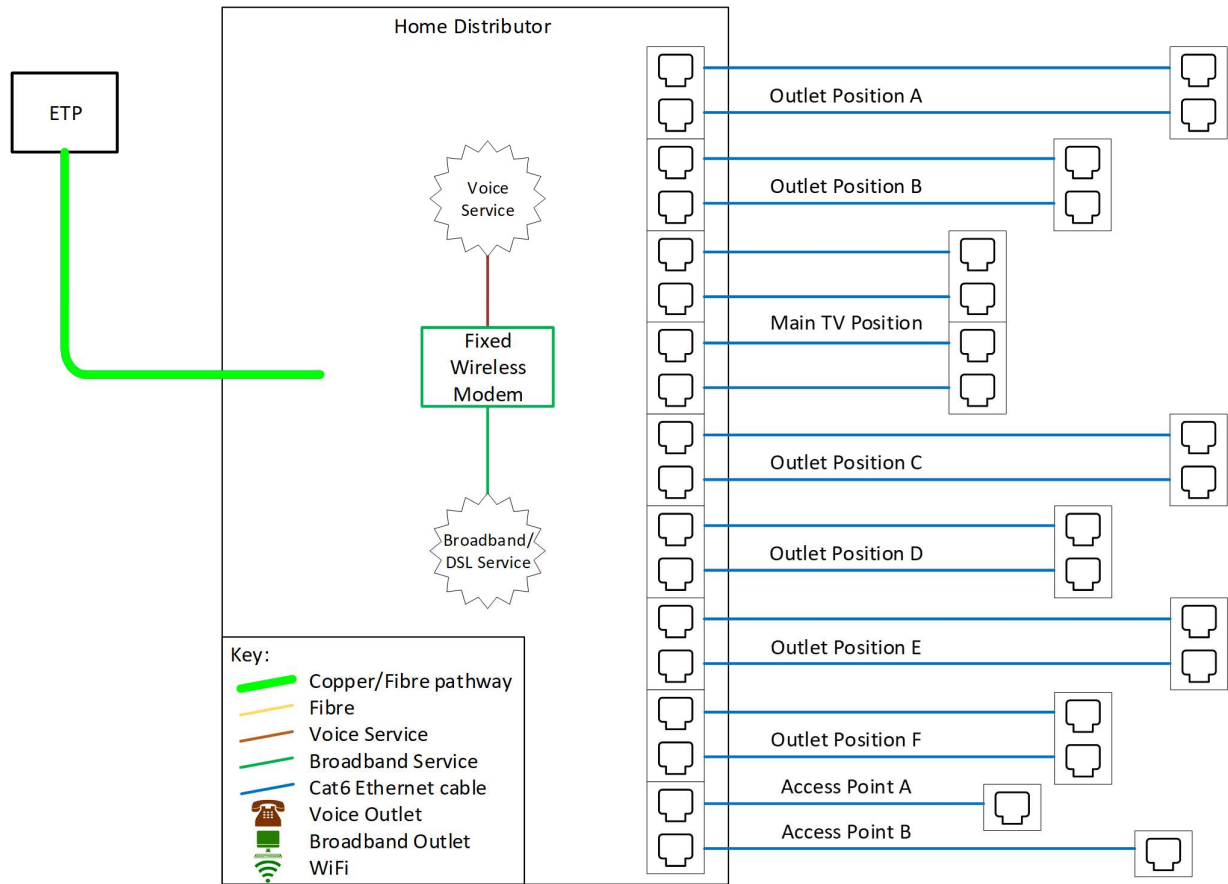 Home Distributor
ETP
Outlet Position A
Voice
Service
Outlet Position B
Fixed
Wireless
Modem
Main TV Position
Outlet Position C
Broadband/
DSL Service
Outlet Position D
Outlet Position E
Key:
Copper/Fibre pathway
Fibre
Voice Service
Broadband Service
Cat6 Ethernet cable
Voice Outlet
Broadband Outlet
WiFi
Outlet Position F
Access Point A
Access Point B